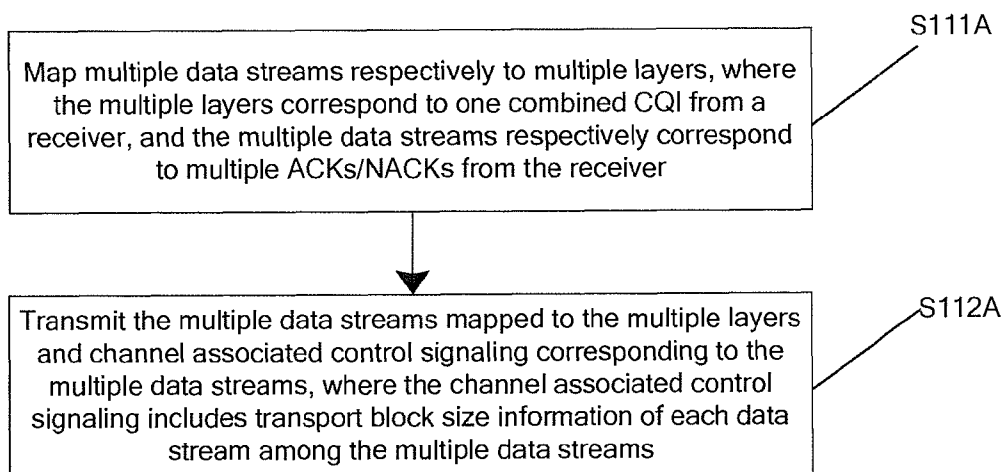 S111A
Map multiple data streams respectively to multiple layers, where
the multiple layers correspond to one combined CQI from a
receiver, and the multiple data streams respectively correspond
to multiple ACKs/NACKs from the receiver
S112A
Transmit the multiple data streams mapped to the multiple layers
and channel associated control signaling corresponding to the
multiple data streams, where the channel associated control
signaling includes transport block size information of each data
stream among the multiple data streams